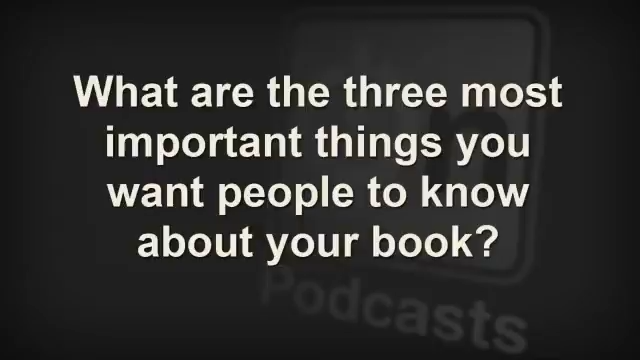 What are the three most
important things you
want people to know
about your book?
Podcasts